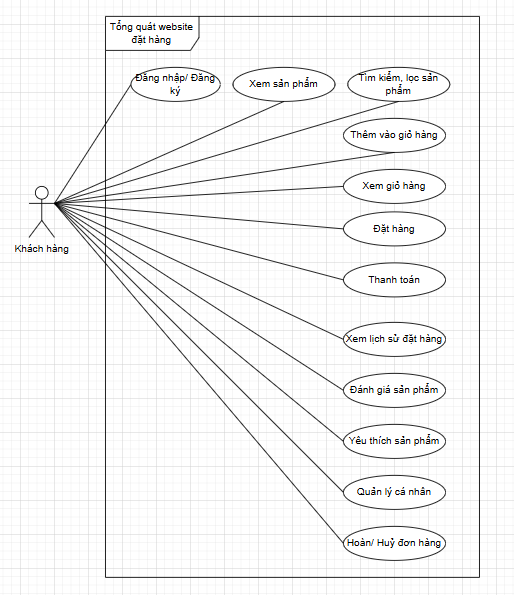 Tổng quát website
đặt hàng
Đăng nhập/ Đăng
ký
Xem sản phẩm
Tìm kiếm, lọc sản
phẩm
Thêm vào giỏ hàng
Xem giỏ hàng
Đặt hàng
Khách hàng
Thanh toán
Xem lịch sử đặt hàng
Đánh giá sản phẩm
Yêu thích sản phẩm
Quản lý cá nhân
Hoàn/ Huỷ đơn hàng